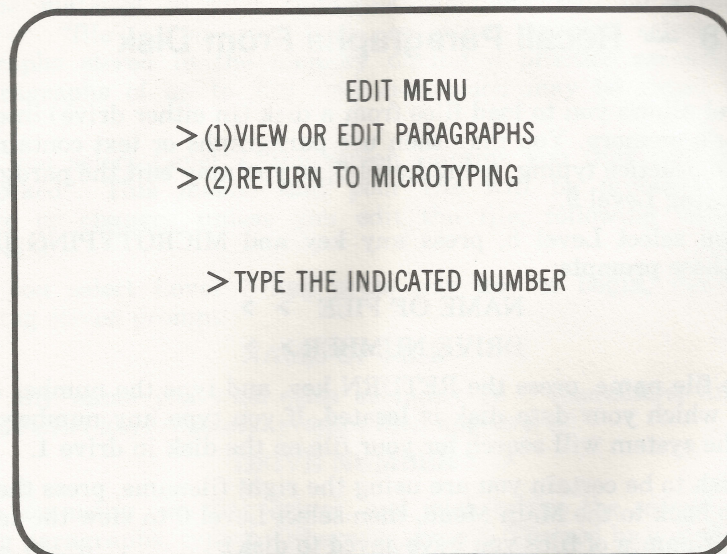 EDIT MENU
> (1) VIEW OR EDIT PARAGRAPHS
> (2) RETURN TO MICROTYPING
> TYPE THE INDICATED NUMBER